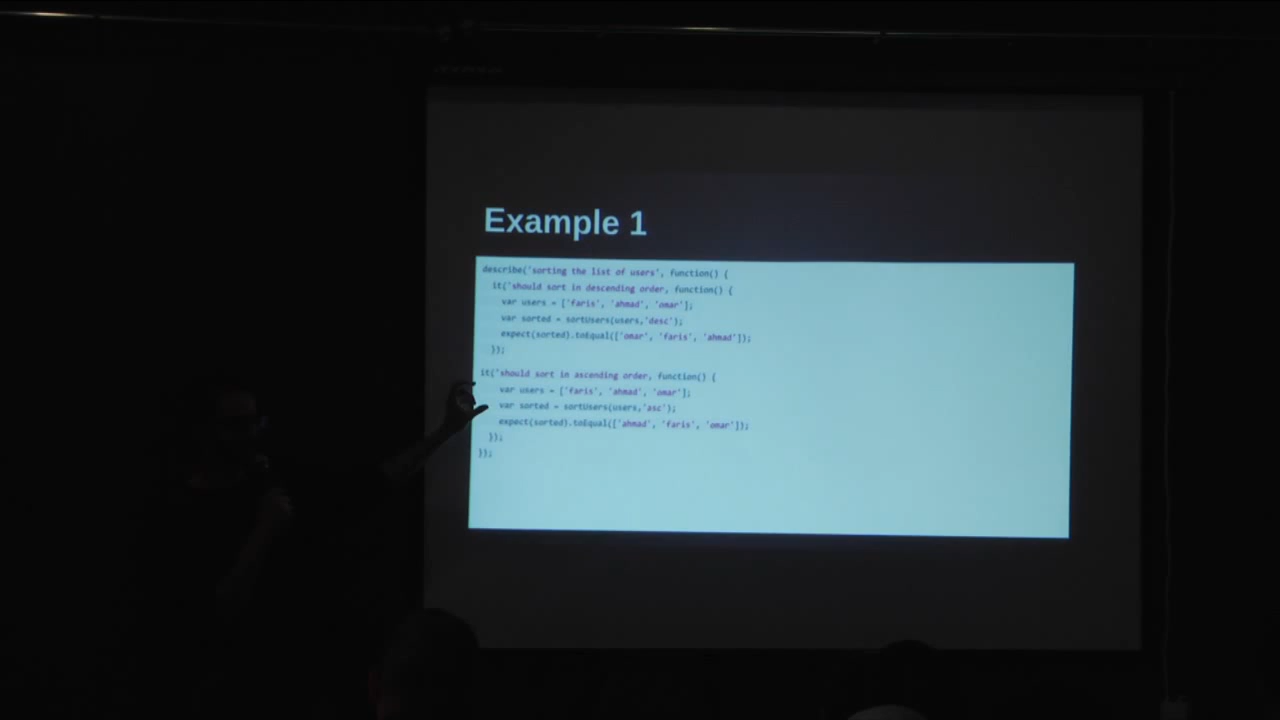 Example 1
describe('sorting the list of users', function() {
it('should sort in descending order, function() {
var users = ['faris', 'ahmad', 'omar'];
var sorted = sortUsers(users,'desc');
expect(sorted).toEqual(['omar', 'faris', 'ahmad']);
});
it('should sort in ascending order, function() {
var users = ['faris', 'ahmad', 'omar'];
var sorted = sortUsers(users,'asc');
expect(sorted).toEqual(['ahmad', 'faris', 'omar']);
});
});